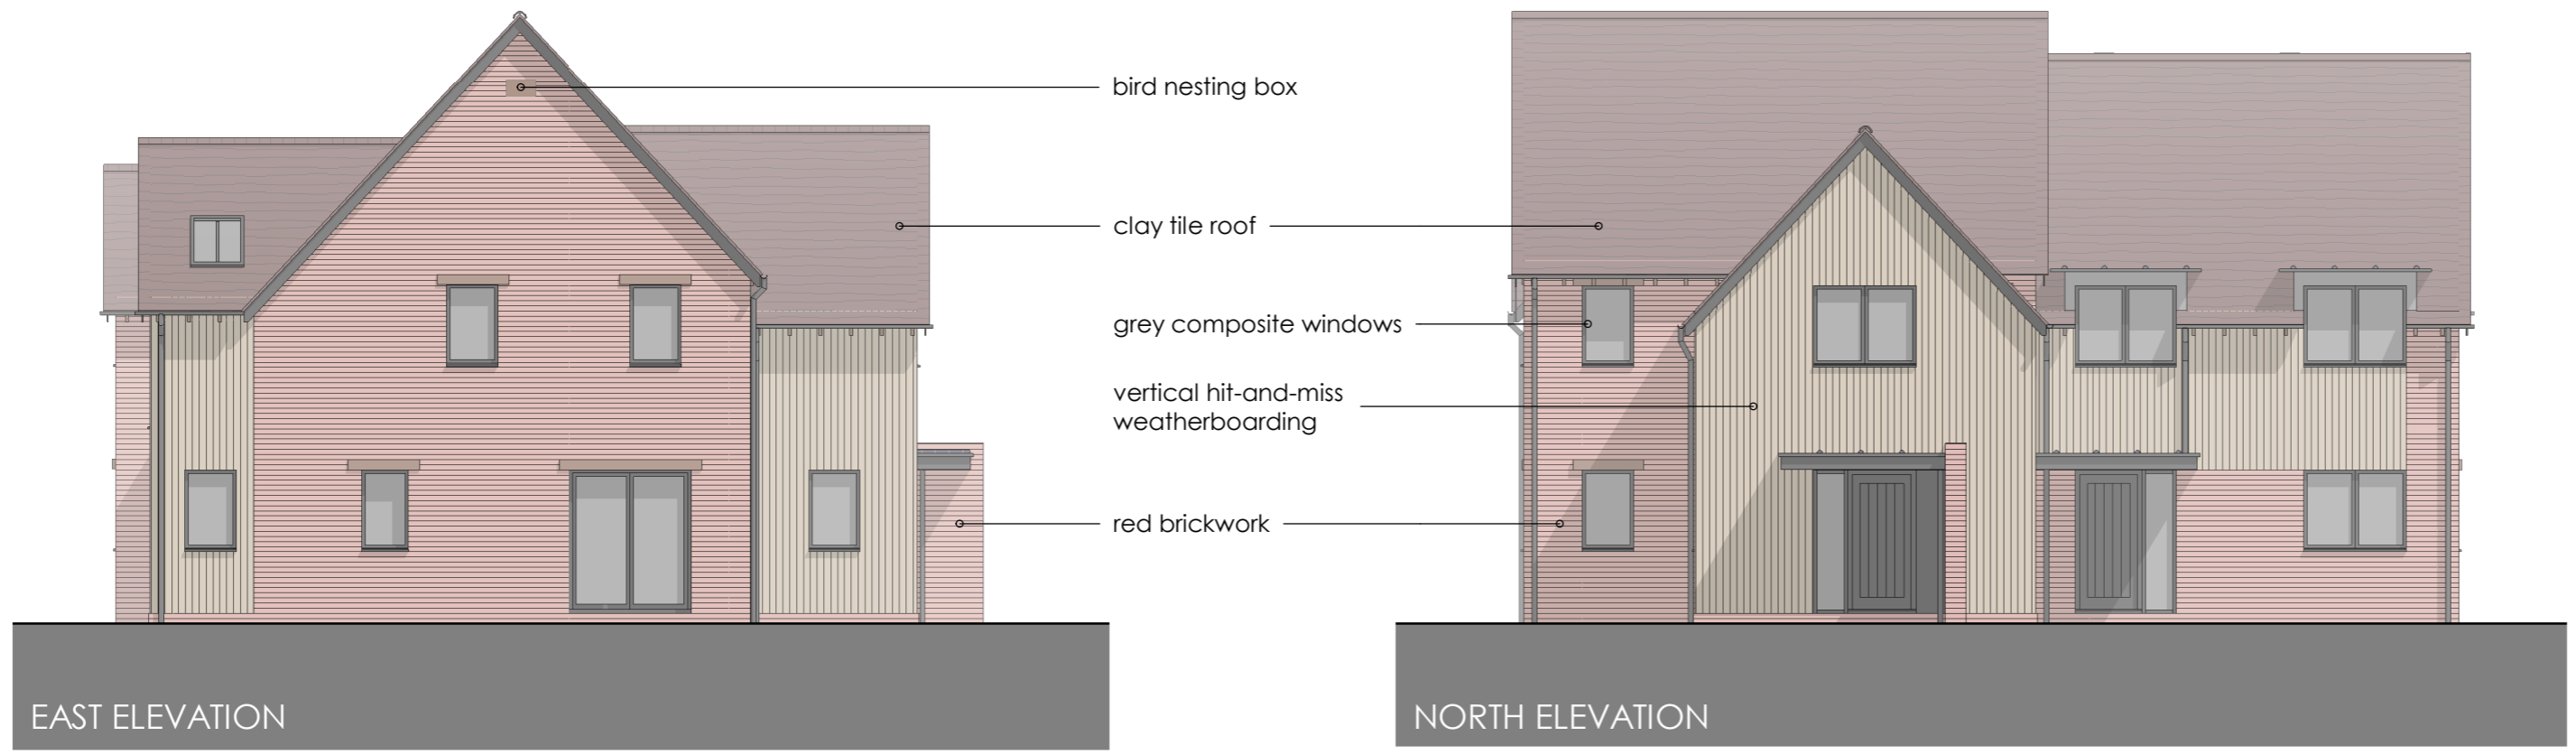 bird nesting box
clay tile roof
grey composite windows
vertical hit-and-miss
weatherboarding
red brickwork
EAST ELEVATION
NORTH ELEVATION